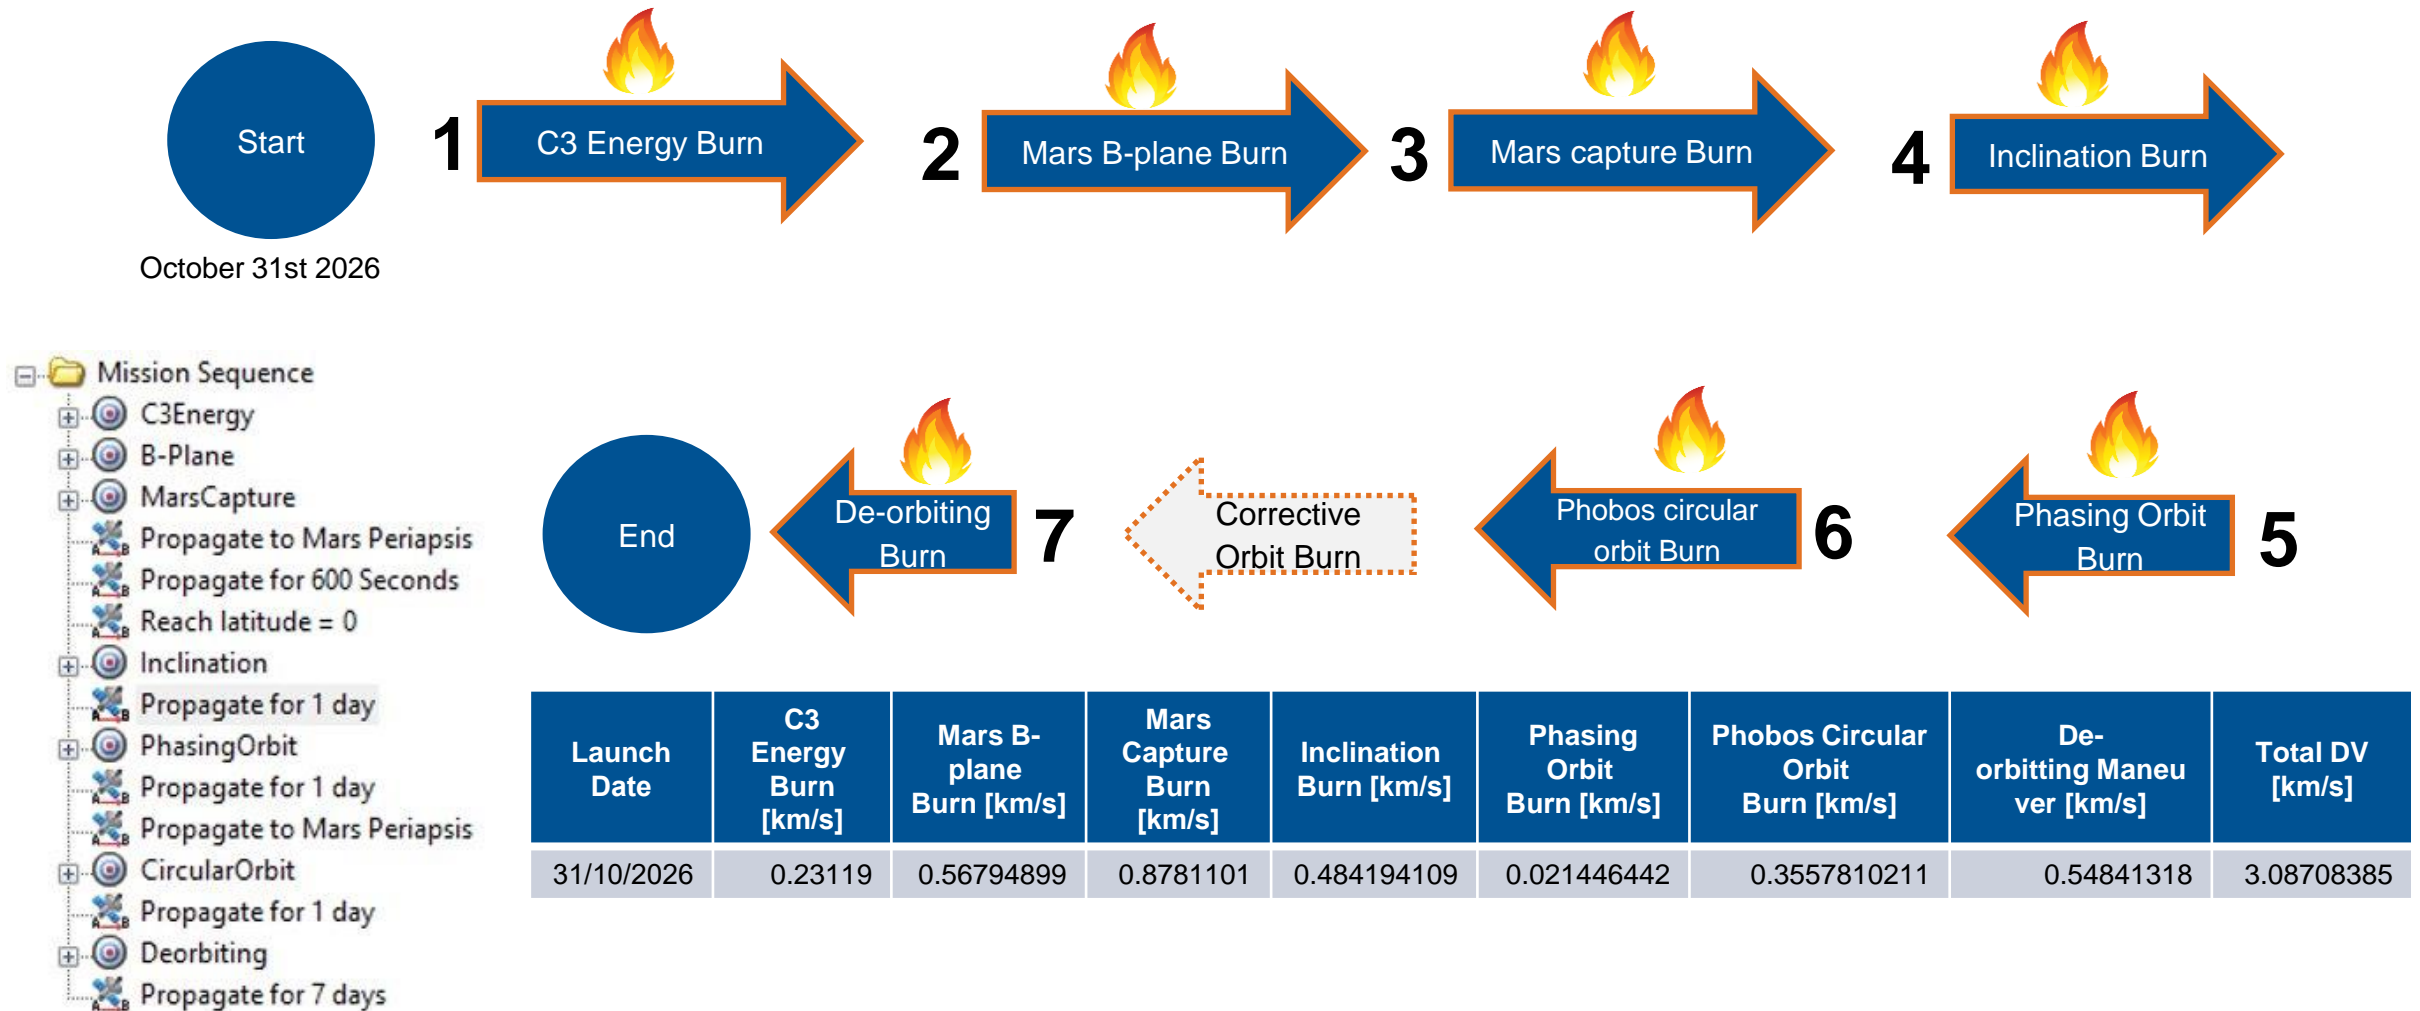 Start
October 31st 2026
1
C3 Energy Burn
2
Mars B-plane Burn
3
Mars capture Burn
4
Inclination Burn
Mission Sequence
C3Energy
B-Plane
MarsCapture
Propagate to Mars Periapsis
Propagate for 600 Seconds
Reach latitude = 0
Inclination
Propagate for 1 day
PhasingOrbit
Propagate for 1 day
Propagate to Mars Periapsis
CircularOrbit
Propagate for 1 day
Deorbiting
Propagate for 7 days
End
De-orbiting
Burn
7
Corrective
Orbit Burn
Phobos circular
orbit Burn
6
Phasing Orbit
Burn
5
Launch
Date
C3
Energy
Burn
[km/s]
Mars B-
plane
Burn [km/s]
Mars
Capture
Burn
[km/s]
Inclination
Burn [km/s]
Phasing
Orbit
Burn [km/s]
Phobos Circular
Orbit
Burn [km/s]
De-
orbitting Maneu
ver [km/s]
Total DV
[km/s]
31/10/2026 0.23119 0.56794899 0.8781101 0.484194109 0.021446442 0.3557810211 0.54841318 3.08708385